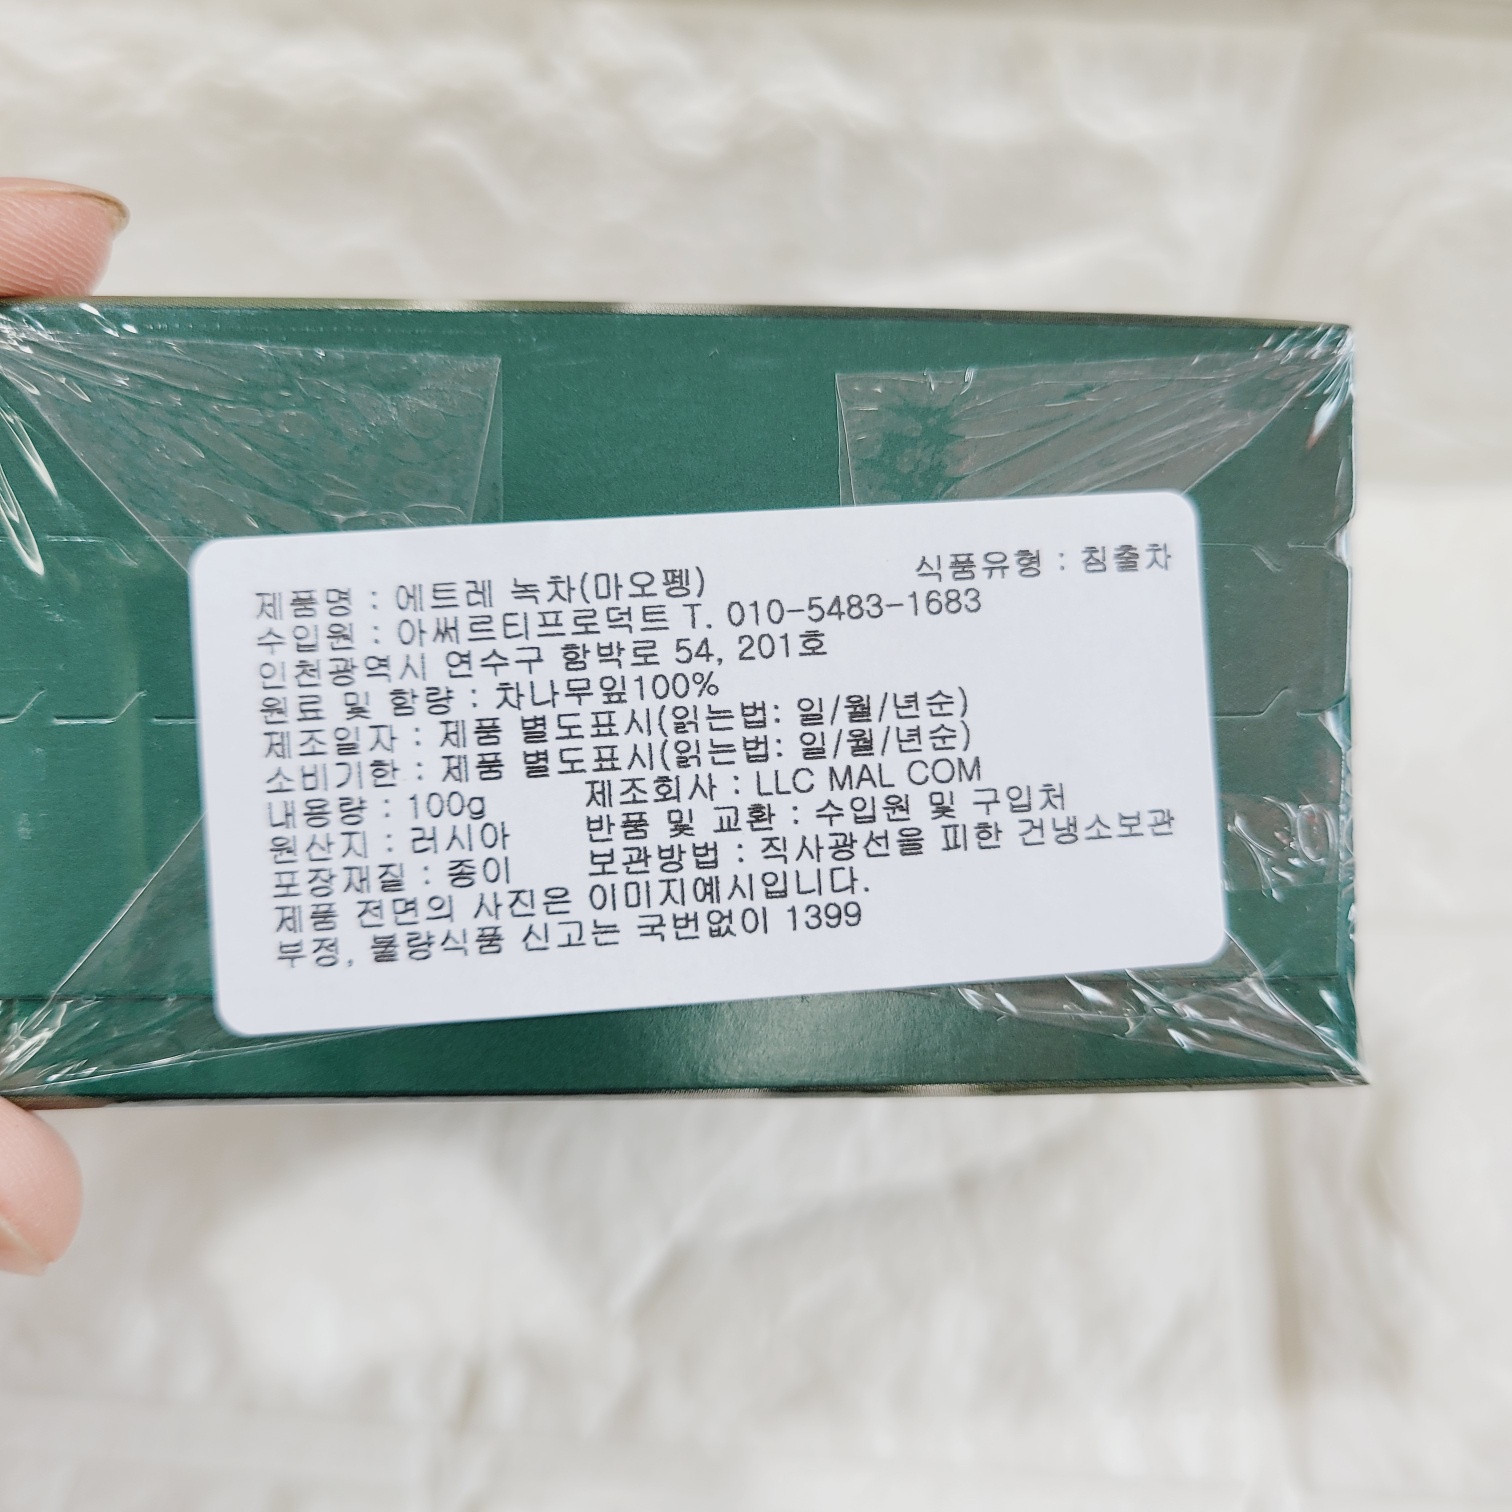 제품명 : 에트레 녹차(마오펭) 식품유형 : 침출차
수입원 : 아써르티프로덕트 T. 010-5483-1683
인천광역시 연수구 함박로 54, 201호
원료 및 함량 : 차나무잎100%
제조일자 : 제품 별도표시(읽는법: 일/월/년순)
소비기한 : 제품 별도표시(읽는법: 일/월/년순)
내용량 : 100g 제조회사 : LLC MAL COM
원산지 : 러시아 반품 및 교환 : 수입원 및 구입처
포장재질 : 종이 보관방법 : 직사광선을 피한 건냉소보관
제품 전면의 사진은 이미지예시입니다.
부정, 불량식품 신고는 국번없이 1399